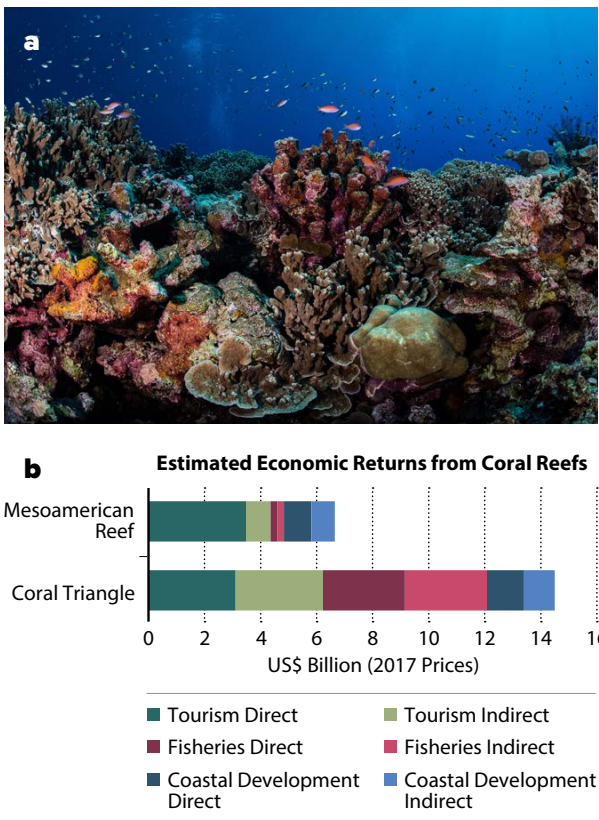 a
b
Estimated Economic Returns from Coral Reefs
Mesoamerican
Reef
Coral Triangle
0 2 4 6 8 10 12 14
US$ Billion (2017 Prices)
Tourism Direct
Tourism Indirect
Fisheries Direct
Fisheries Indirect
Coastal Development
Direct
Coastal Development
Indirect